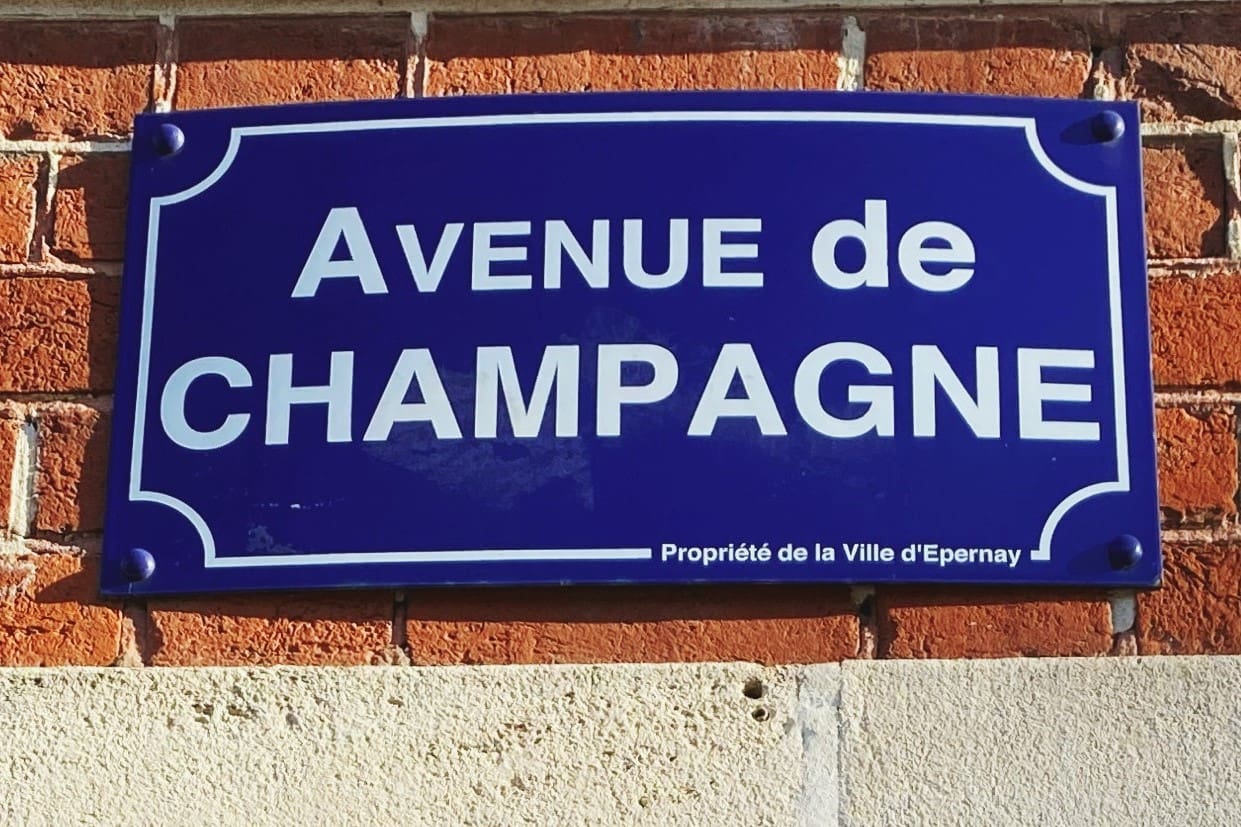 AVENUE de
CHAMPAGNE
Propriété de la Ville d'Epernay